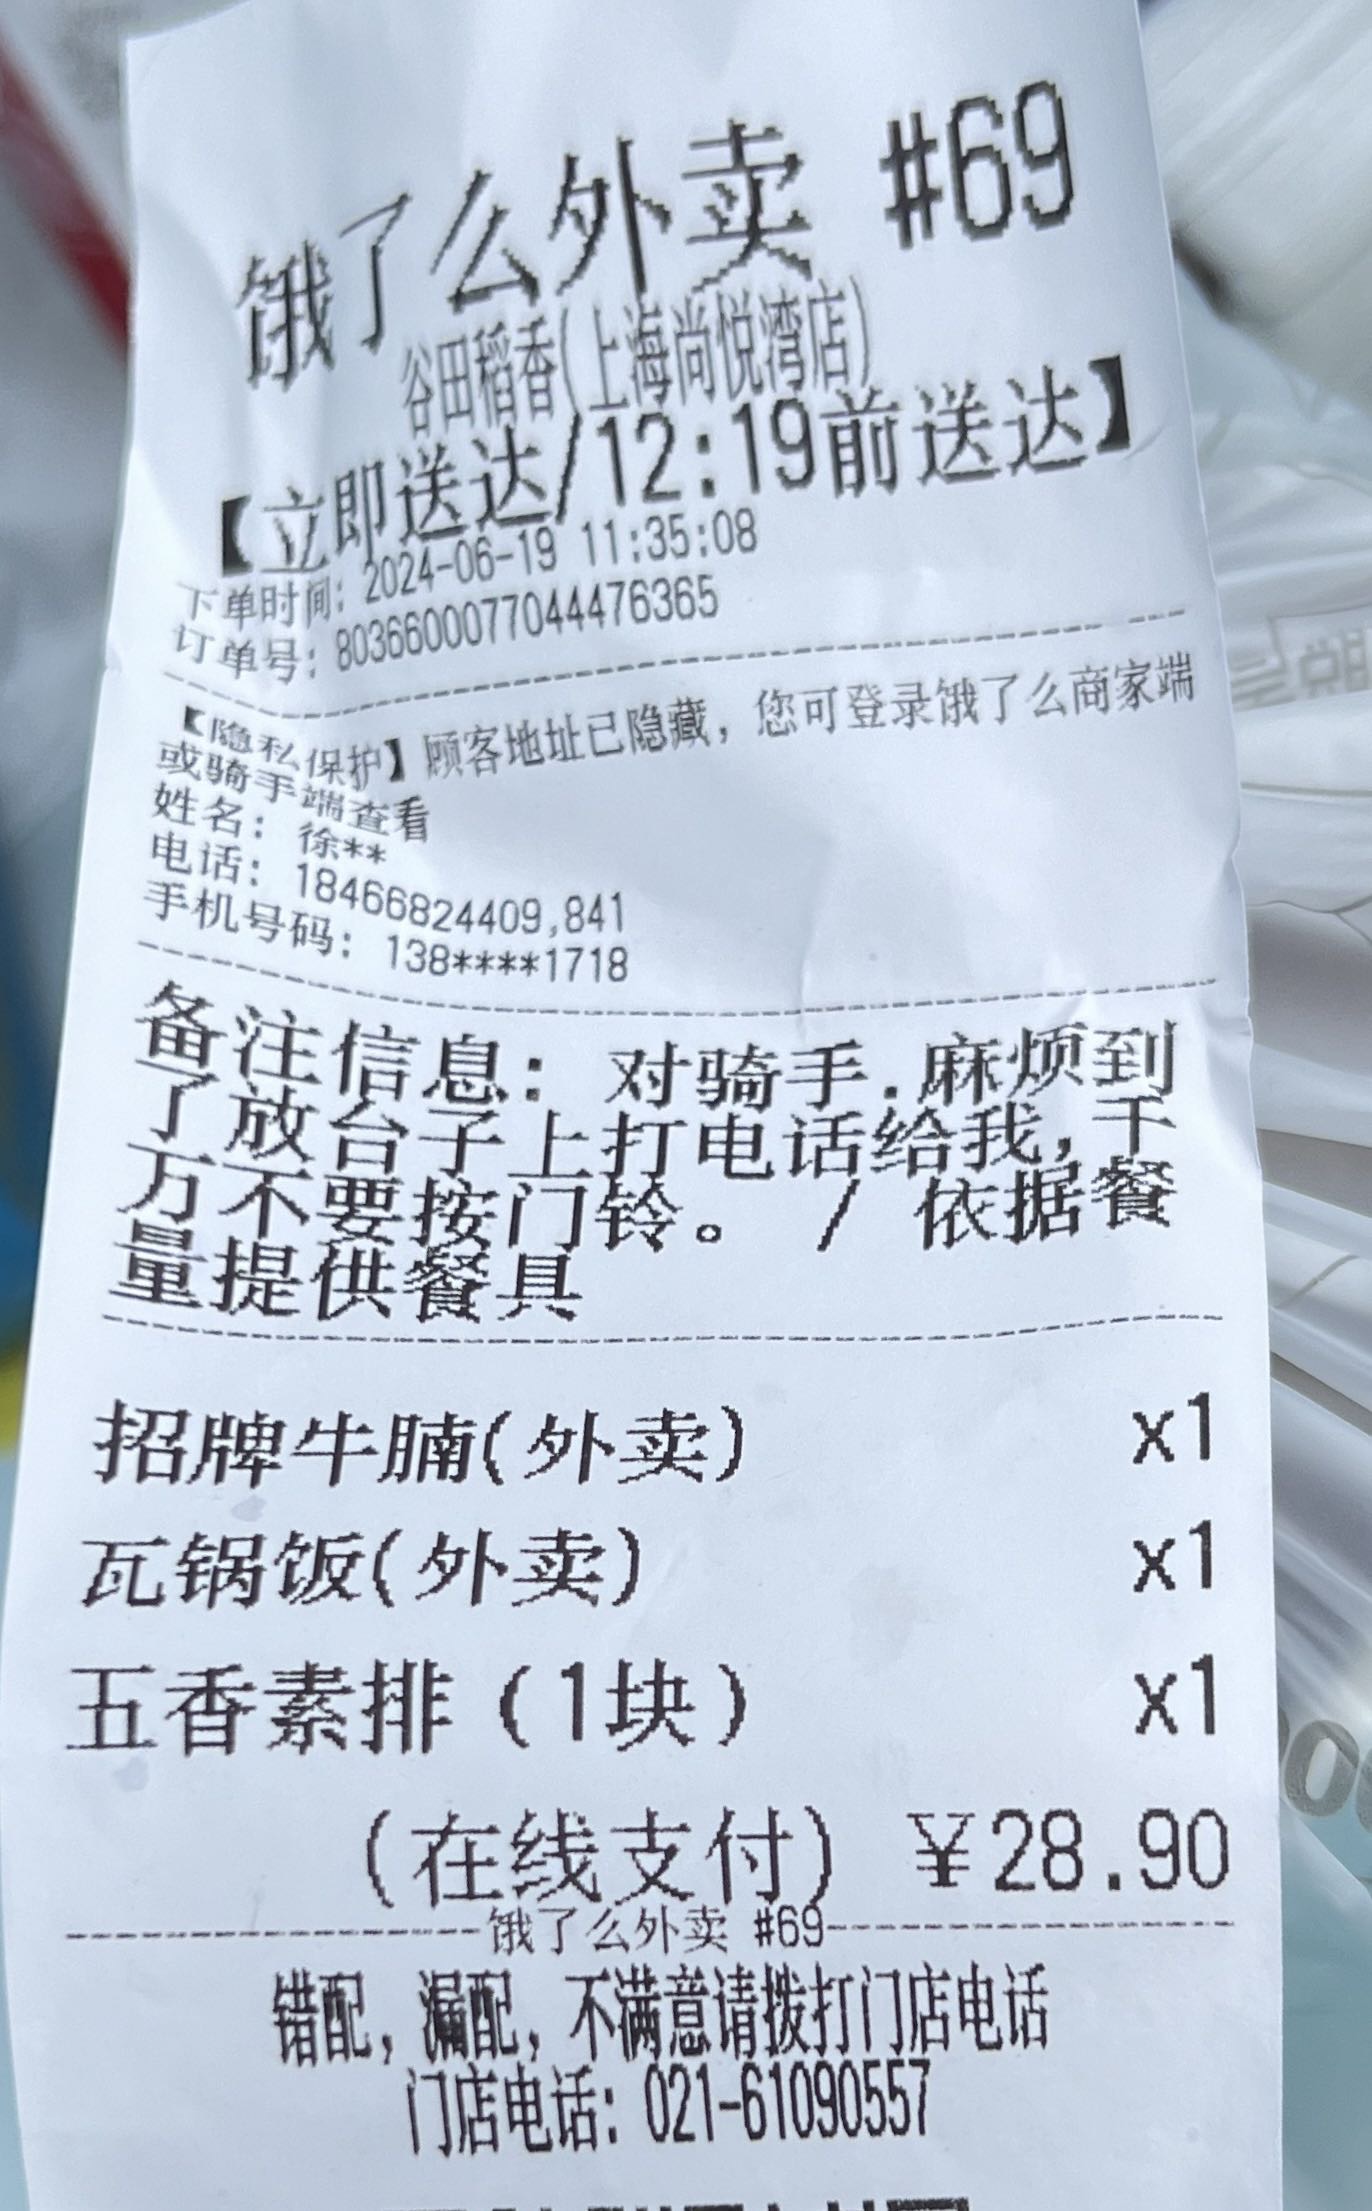 饿了么外卖 #69
谷田稻香(上海尚悦湾店)
【立即送达/12:19前送达】
下单时间: 2024-06-19 11:35:08
订单号: 8036600077044476365
【隐私保护】顾客地址已隐藏, 您可登录饿了么商家端
或骑手端查看
姓名: 徐**
电话: 18466824409,841
手机号码: 138****1718
备注信息: 对骑手.麻烦到
了放台子上打电话给我,千
万不要按门铃。 / 依据餐
量提供餐具
招牌牛腩(外卖) x1
瓦锅饭(外卖) x1
五香素排（1块） x1
(在线支付) ¥28.90
饿了么外卖 #69
错配, 漏配, 不满意请拨打门店电话
门店电话: 021-61090557